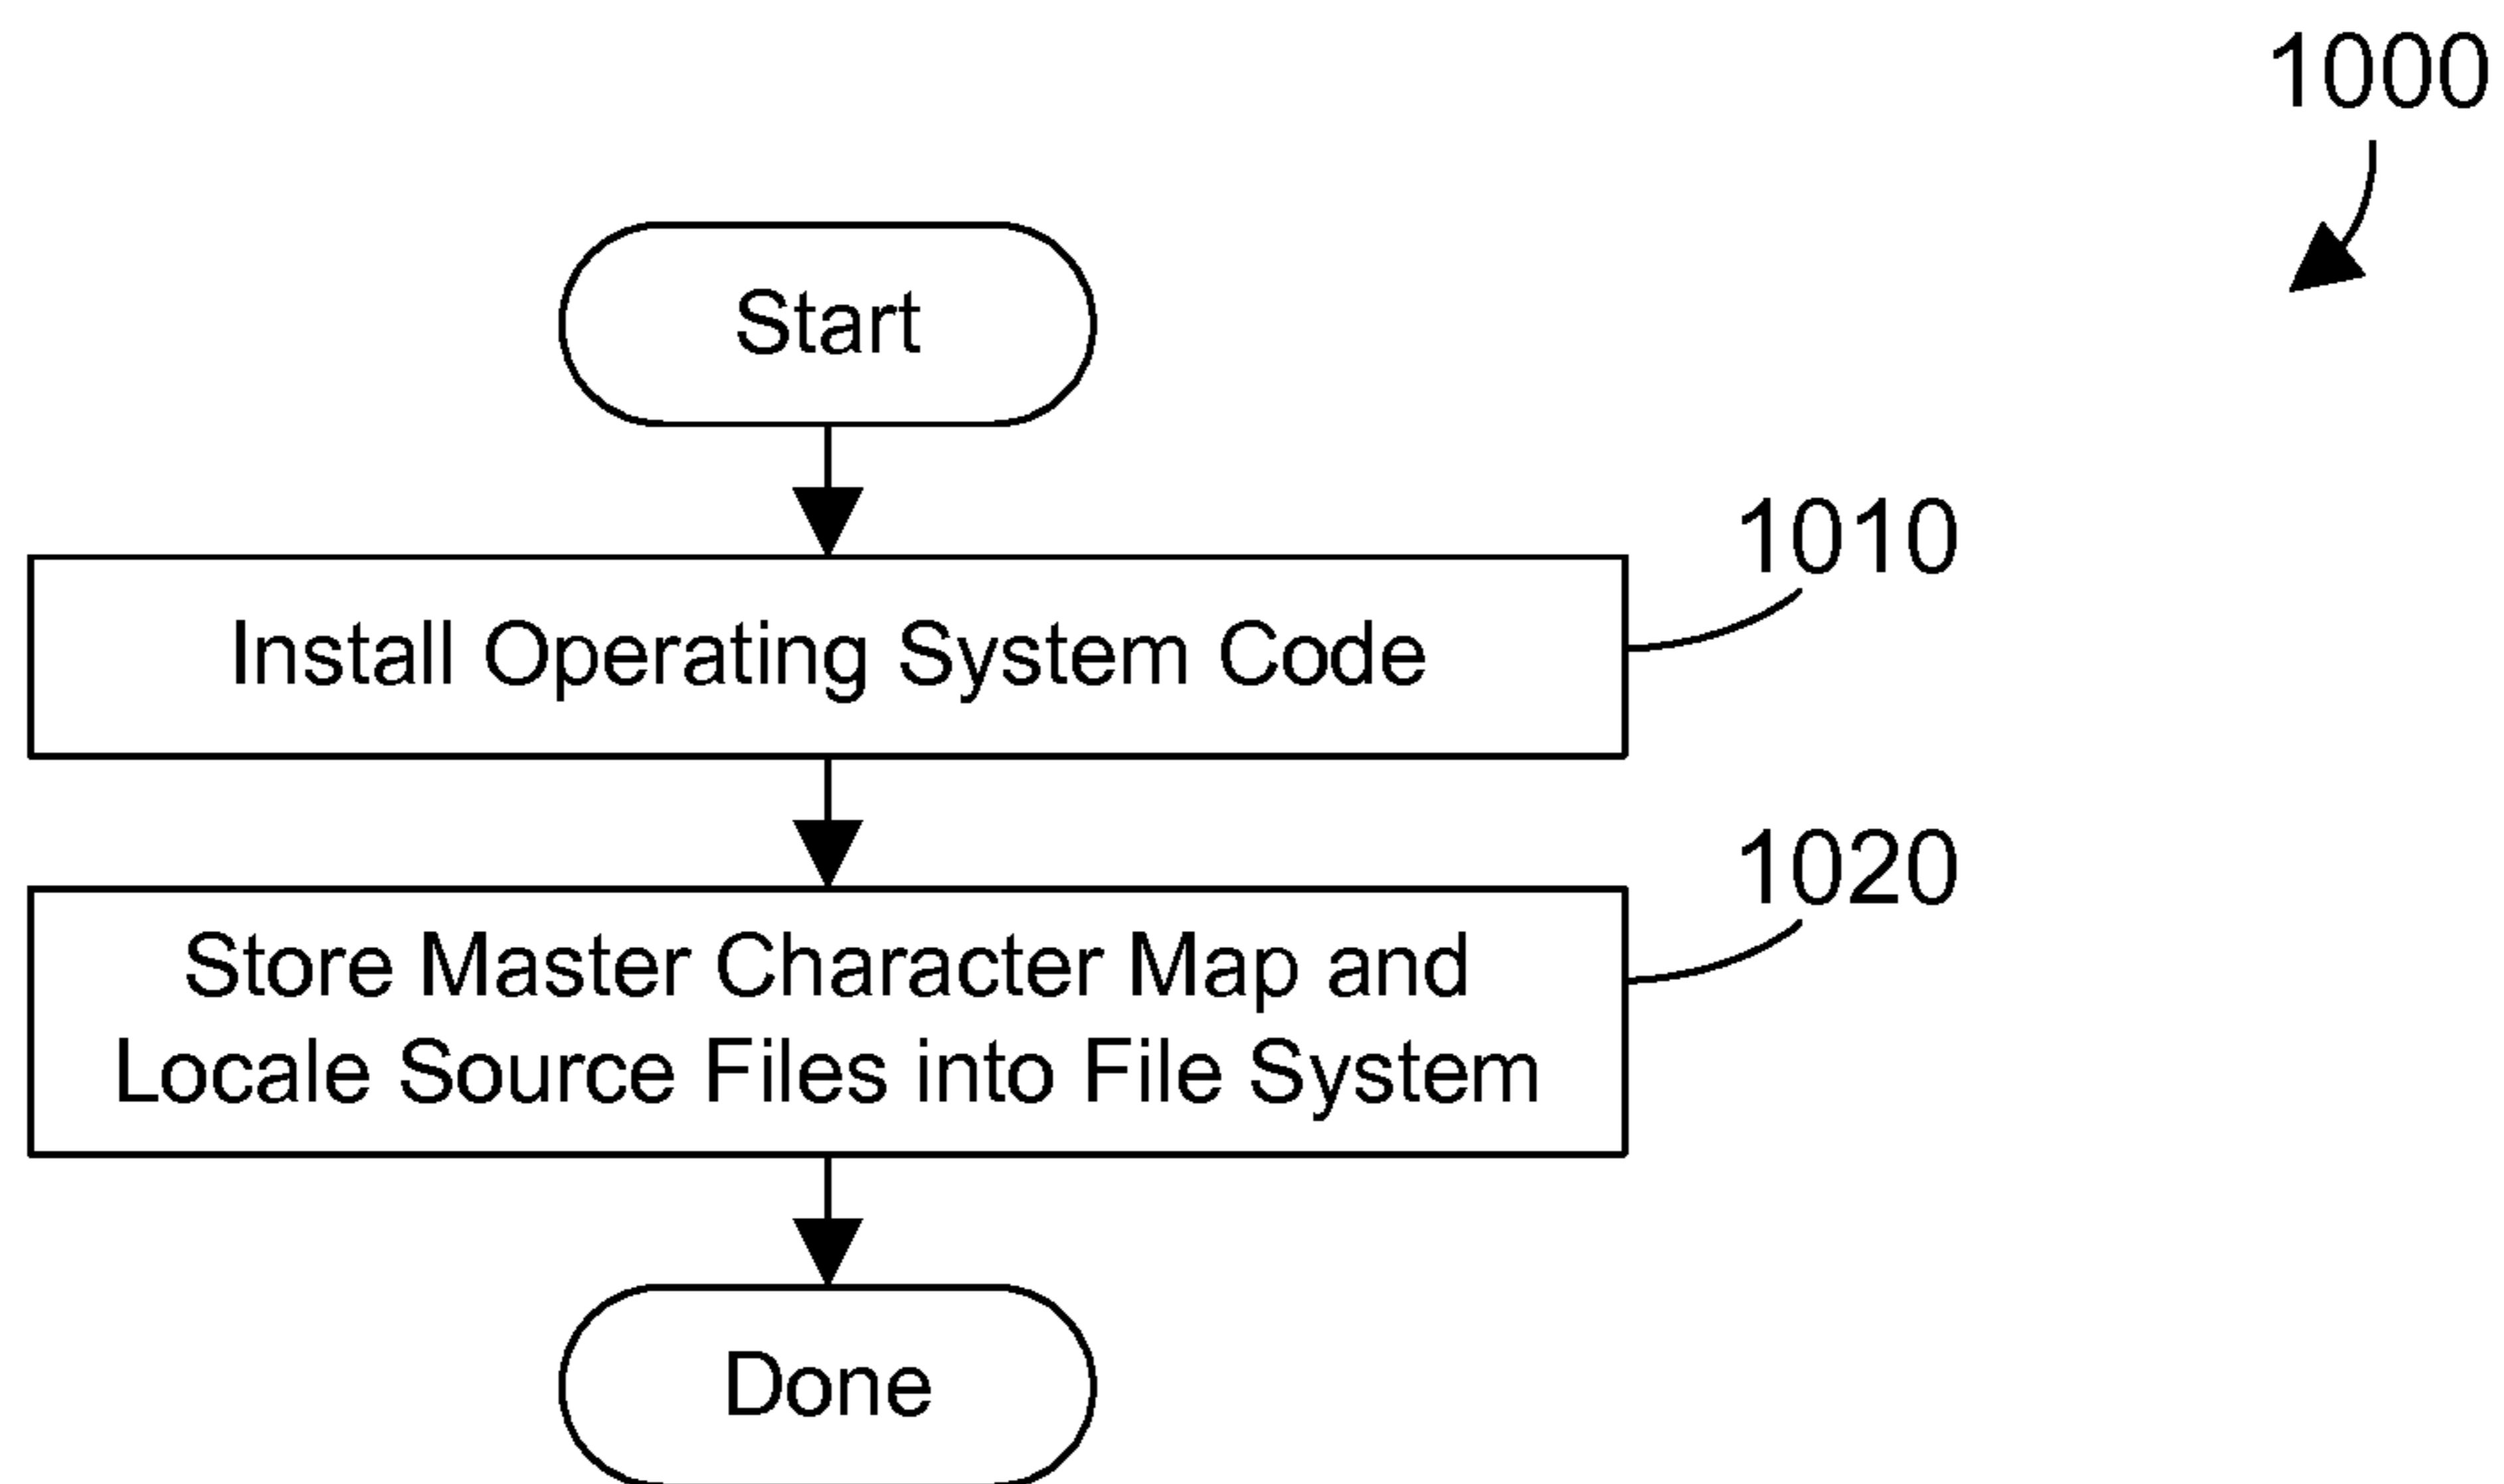 1000
Start
1010
Install Operating System Code
1020
Store Master Character Map and
Locale Source Files into File System
Done